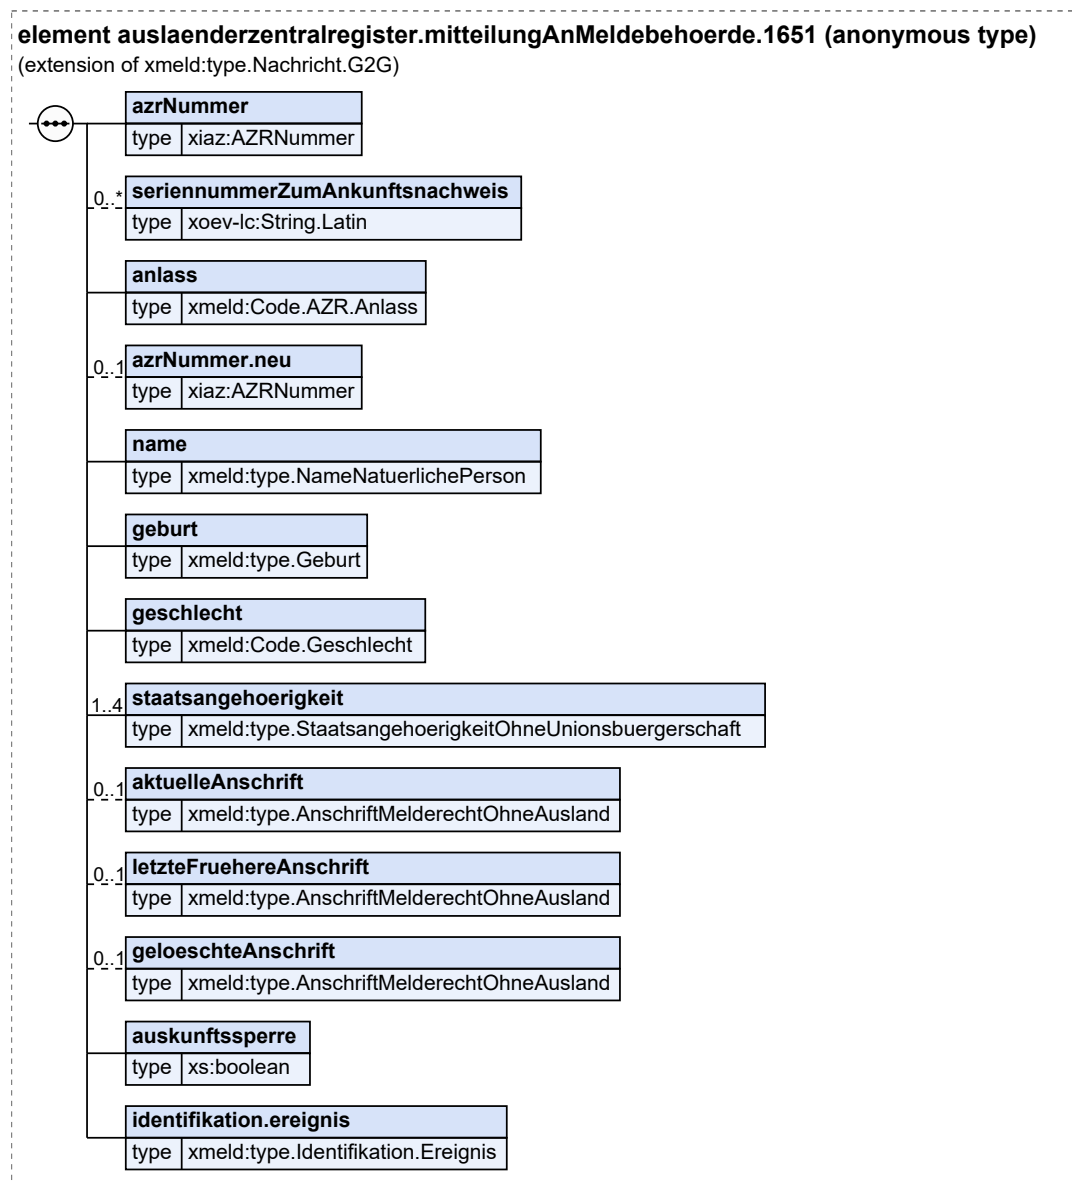 element auslaenderzentralregister.mitteilungAnMeldebehoerde.1651 (anonymous type)
(extension of xmeld:type.Nachricht.G2G)
azrNummer
type xiaz:AZRNummer
0..* seriennummerZumAnkunftsnachweis
type xoev-lc:String.Latin
anlass
type xmeld:Code.AZR.Anlass
0..1 azrNummer.neu
type xiaz:AZRNummer
name
type xmeld:type.NameNatuerlichePerson
geburt
type xmeld:type.Geburt
geschlecht
type xmeld:Code.Geschlecht
1..4 staatsangehoerigkeit
type xmeld:type.StaatsangehoerigkeitOhneUnionsbuergerschaft
0..1 aktuelleAnschrift
type xmeld:type.AnschriftMelderechtOhneAusland
0..1 letzteFruehereAnschrift
type xmeld:type.AnschriftMelderechtOhneAusland
0..1 geloeschteAnschrift
type xmeld:type.AnschriftMelderechtOhneAusland
auskunftssperre
type xs:boolean
identifikation.ereignis
type xmeld:type.Identifikation.Ereignis